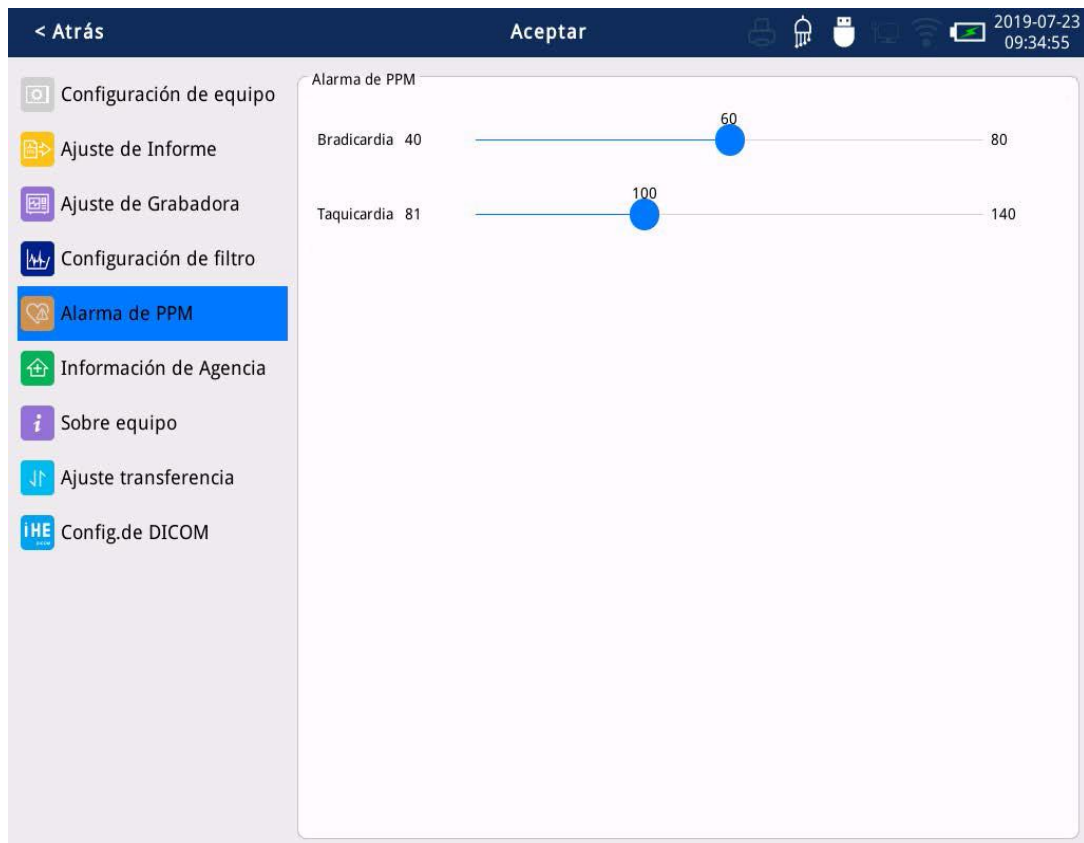 < Atrás
Aceptar
2019-07-23
09:34:55
Configuración de equipo
Ajuste de Informe
Ajuste de Grabadora
Configuración de filtro
Alarma de PPM
Información de Agencia
i Sobre equipo
Ajuste transferencia
iHE Config.de DICOM
Alarma de PPM
Bradicardia 40 60 80
Taquicardia 81 100 140